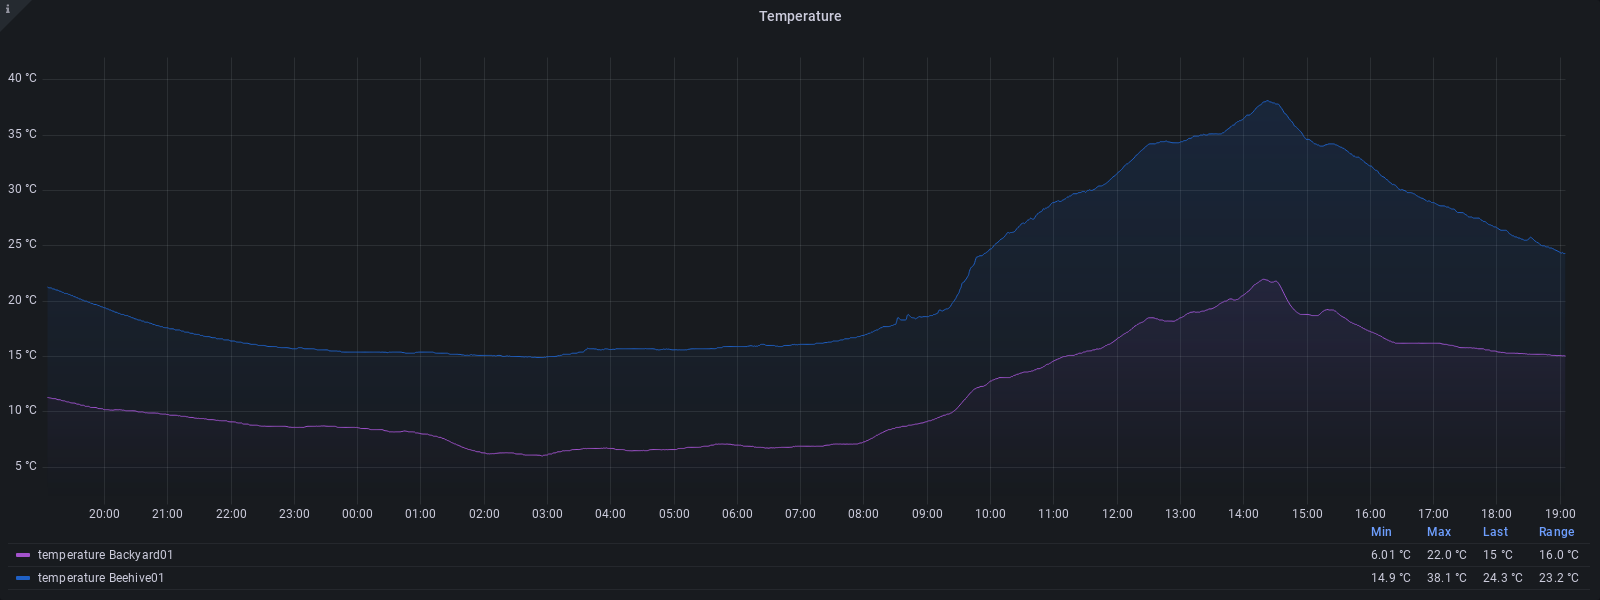 i
Temperature
40 °C
35 °C
30 °C
25 °C
20 °C
15 °C
10 °C
5 °C
20:00 21:00 22:00 23:00 00:00 01:00 02:00 03:00 04:00 05:00 06:00 07:00 08:00 09:00 10:00 11:00 12:00 13:00 14:00 15:00 16:00 17:00 18:00 19:00
Min Max Last Range
temperature Backyard01 6.01 °C 22.0 °C 15 °C 16.0 °C
temperature Beehive01 14.9 °C 38.1 °C 24.3 °C 23.2 °C